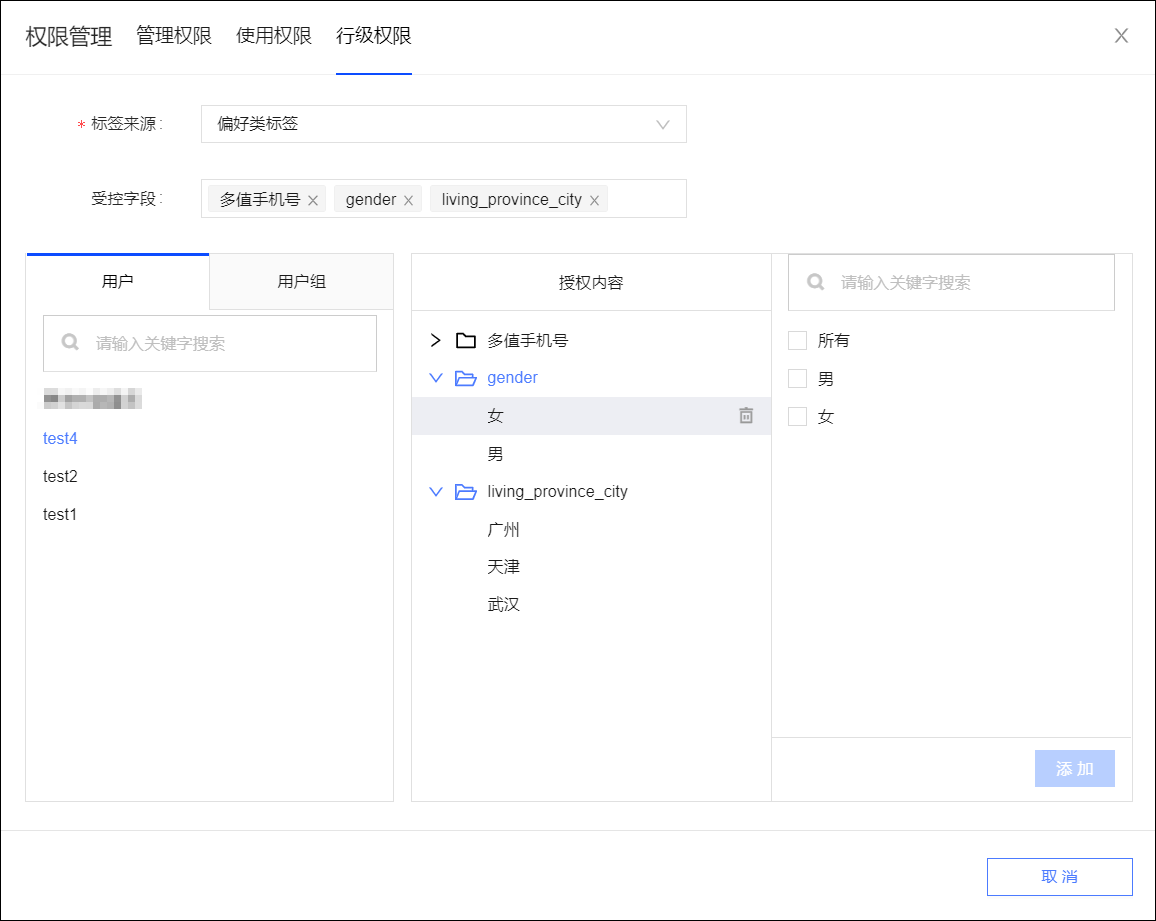 权限管理 管理权限 使用权限 行级权限
* 标签来源: 偏好类标签
受控字段: 多值手机号 gender living_province_city
用户 用户组
请输入关键字搜索
test4
test2
test1
授权内容
多值手机号
gender
女
男
living_province_city
广州
天津
武汉
请输入关键字搜索
所有
男
女
添加
取消